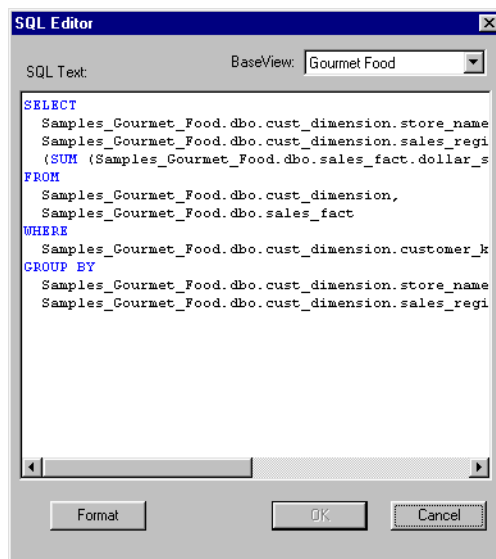 SQL Editor
SQL Text:
BaseView: Gourmet Food
SELECT
Samples_Gourmet_Food.dbo.cust_dimension.store_name
Samples_Gourmet_Food.dbo.cust_dimension.sales_regi
(SUM (Samples_Gourmet_Food.dbo.sales_fact.dollar_s
FROM
Samples_Gourmet_Food.dbo.cust_dimension,
Samples_Gourmet_Food.dbo.sales_fact
WHERE
Samples_Gourmet_Food.dbo.cust_dimension.customer_k
GROUP BY
Samples_Gourmet_Food.dbo.cust_dimension.store_name
Samples_Gourmet_Food.dbo.cust_dimension.sales_regi
Format OK Cancel